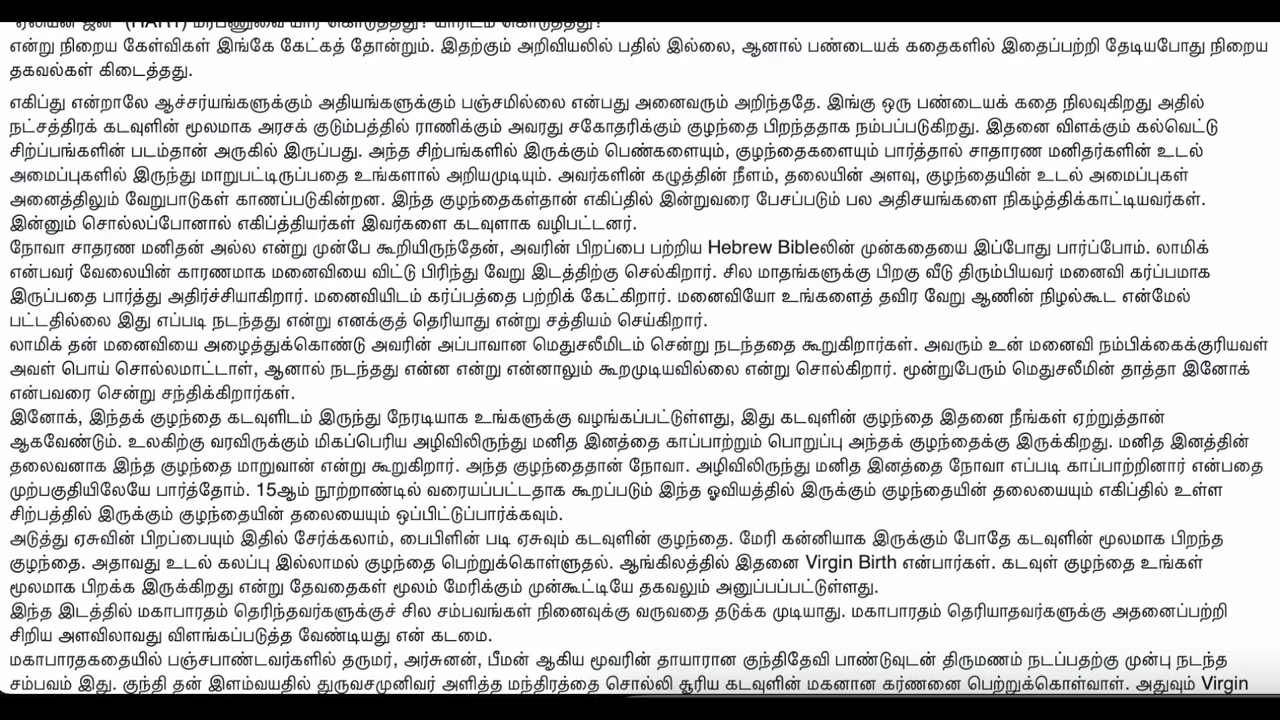 "ஏலியன் ஜீன்" (HAR1) மரபணுவை யார் கொடுத்தது? யாரிடம் கொடுத்தது?
என்று நிறைய கேள்விகள் இங்கே கேட்கத் தோன்றும். இதற்கும் அறிவியலில் பதில் இல்லை, ஆனால் பண்டையக் கதைகளில் இதைப்பற்றி தேடியபோது நிறைய
தகவல்கள் கிடைத்தது.
எகிப்து என்றாலே ஆச்சர்யங்களுக்கும் அதியங்களுக்கும் பஞ்சமில்லை என்பது அனைவரும் அறிந்ததே. இங்கு ஒரு பண்டையக் கதை நிலவுகிறது அதில்
நட்சத்திரக் கடவுளின் மூலமாக அரசக் குடும்பத்தில் ராணிக்கும் அவரது சகோதரிக்கும் குழந்தை பிறந்ததாக நம்பப்படுகிறது. இதனை விளக்கும் கல்வெட்டு
சிற்ப்பங்களின் படம்தான் அருகில் இருப்பது. அந்த சிற்பங்களில் இருக்கும் பெண்களையும், குழந்தைகளையும் பார்த்தால் சாதாரண மனிதர்களின் உடல்
அமைப்புகளில் இருந்து மாறுபட்டிருப்பதை உங்களால் அறியமுடியும். அவர்களின் கழுத்தின் நீளம், தலையின் அளவு, குழந்தையின் உடல் அமைப்புகள்
அனைத்திலும் வேறுபாடுகள் காணப்படுகின்றன. இந்த குழந்தைகள்தான் எகிப்தில் இன்றுவரை பேசப்படும் பல அதிசயங்களை நிகழ்த்திக்காட்டியவர்கள்.
இன்னும் சொல்லப்போனால் எகிப்த்தியர்கள் இவர்களை கடவுளாக வழிபட்டனர்.
நோவா சாதரண மனிதன் அல்ல என்று முன்பே கூறியிருந்தேன், அவரின் பிறப்பை பற்றிய Hebrew Bibleலின் முன்கதையை இப்போது பார்ப்போம். லாமிக்
என்பவர் வேலையின் காரணமாக மனைவியை விட்டு பிரிந்து வேறு இடத்திற்கு செல்கிறார். சில மாதங்களுக்கு பிறகு வீடு திரும்பியவர் மனைவி கர்ப்பமாக
இருப்பதை பார்த்து அதிர்ச்சியாகிறார். மனைவியிடம் கர்ப்பத்தை பற்றிக் கேட்கிறார். மனைவியோ உங்களைத் தவிர வேறு ஆணின் நிழல்கூட என்மேல்
பட்டதில்லை இது எப்படி நடந்தது என்று எனக்குத் தெரியாது என்று சத்தியம் செய்கிறார்.
லாமிக் தன் மனைவியை அழைத்துக்கொண்டு அவரின் அப்பாவான மெதுசலீமிடம் சென்று நடந்ததை கூறுகிறார்கள். அவரும் உன் மனைவி நம்பிக்கைக்குரியவள்
அவள் பொய் சொல்லமாட்டாள், ஆனால் நடந்தது என்ன என்று என்னாலும் கூறமுடியவில்லை என்று சொல்கிறார். மூன்றுபேரும் மெதுசலீமின் தாத்தா இனோக்
என்பவரை சென்று சந்திக்கிறார்கள்.
இனோக், இந்தக் குழந்தை கடவுளிடம் இருந்து நேரடியாக உங்களுக்கு வழங்கப்பட்டுள்ளது, இது கடவுளின் குழந்தை இதனை நீங்கள் ஏற்றுத்தான்
ஆகவேண்டும். உலகிற்கு வரவிருக்கும் மிகப்பெரிய அழிவிலிருந்து மனித இனத்தை காப்பாற்றும் பொறுப்பு அந்தக் குழந்தைக்கு இருக்கிறது. மனித இனத்தின்
தலைவனாக இந்த குழந்தை மாறுவான் என்று கூறுகிறார். அந்த குழந்தைதான் நோவா. அழிவிலிருந்து மனித இனத்தை நோவா எப்படி காப்பாற்றினார் என்பதை
முற்பகுதியிலேயே பார்த்தோம். 15ஆம் நூற்றாண்டில் வரையப்பட்டதாக கூறப்படும் இந்த ஓவியத்தில் இருக்கும் குழந்தையின் தலையையும் எகிப்தில் உள்ள
சிற்பத்தில் இருக்கும் குழந்தையின் தலையையும் ஒப்பிட்டுப்பார்க்கவும்.
அடுத்து ஏசுவின் பிறப்பையும் இதில் சேர்க்கலாம், பைபிளின் படி ஏசுவும் கடவுளின் குழந்தை. மேரி கன்னியாக இருக்கும் போதே கடவுளின் மூலமாக பிறந்த
குழந்தை. அதாவது உடல் கலப்பு இல்லாமல் குழந்தை பெற்றுக்கொள்ளுதல். ஆங்கிலத்தில் இதனை Virgin Birth என்பார்கள். கடவுள் குழந்தை உங்கள்
மூலமாக பிறக்க இருக்கிறது என்று தேவதைகள் மூலம் மேரிக்கும் முன்கூட்டியே தகவலும் அனுப்பப்பட்டுள்ளது.
இந்த இடத்தில் மகாபாரதம் தெரிந்தவர்களுக்குச் சில சம்பவங்கள் நினைவுக்கு வருவதை தடுக்க முடியாது. மகாபாரதம் தெரியாதவர்களுக்கு அதனைப்பற்றி
சிறிய அளவிலாவது விளங்கப்படுத்த வேண்டியது என் கடமை.
மகாபாரதகதையில் பஞ்சபாண்டவர்களில் தருமர், அர்சுனன், பீமன் ஆகிய மூவரின் தாயாரான குந்திதேவி பாண்டுவுடன் திருமணம் நடப்பதற்கு முன்பு நடந்த
சம்பவம் இது. குந்தி தன் இளம்வயதில் துருவசமுனிவர் அளித்த மந்திரத்தை சொல்லி சூரிய கடவுளின் மகனான கர்ணனை பெற்றுக்கொள்வாள். அதுவும் Virgin